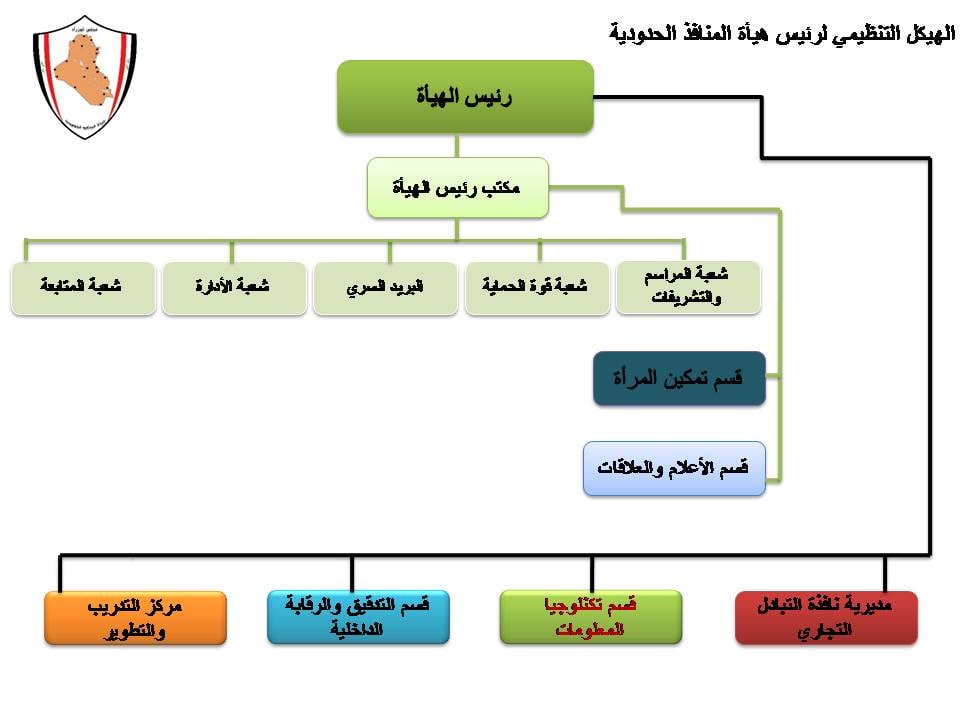 الهيكل التنظيمي لرئيس هيأة المنافذ الحدودية
رئيس الهيأة
مكتب رئيس الهيأة
شعبة المراسم
والتشريفات
شعبة قوة الحماية
البريد السري
شعبة الأدارة
شعبة المتابعة
قسم تمكين المرأة
قسم الأعلام والعلاقات
مديرية نافذة التبادل
التجاري
قسم تكنلوجيا
المعلومات
قسم التدقيق والرقابة
الداخلية
مركز التدريب
والتطوير